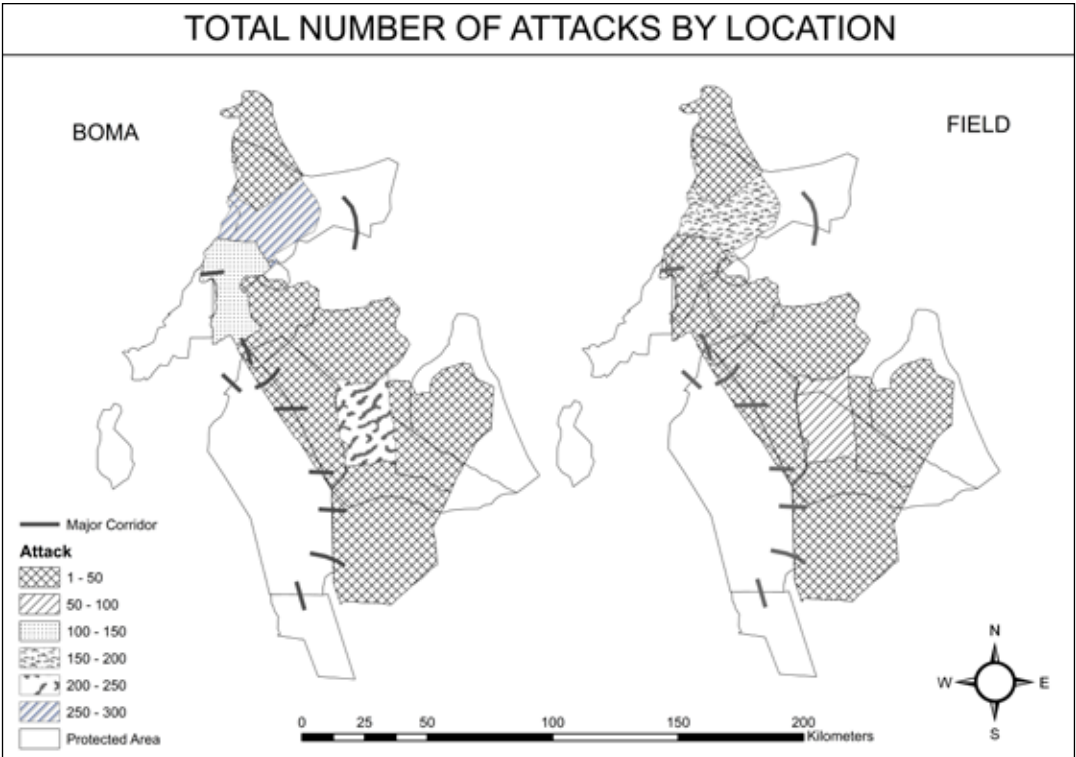 TOTAL NUMBER OF ATTACKS BY LOCATION
BOMA
FIELD
Major Corridor
Attack
1 - 50
50 - 100
100 - 150
150 - 200
200 - 250
250 - 300
Protected Area
0 25 50 100 150 200
Kilometers
N
W E
S